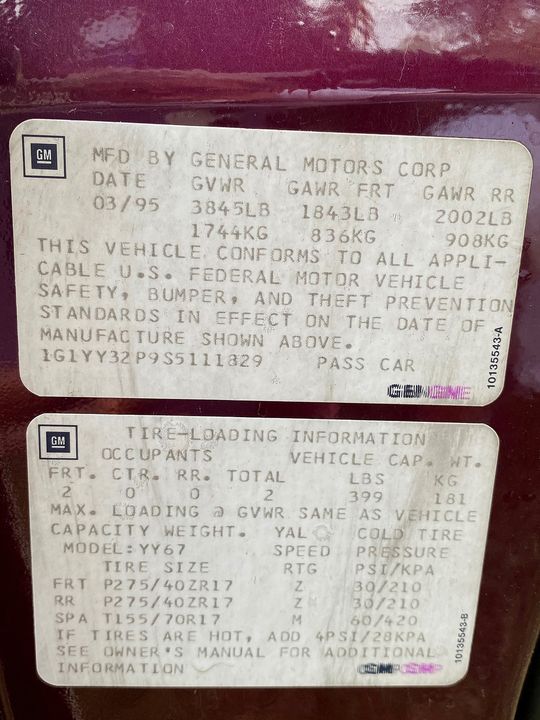 GM
MFD BY GENERAL MOTORS CORP
DATE GVWR GAWR FRT GAWR RR
03/95 3845LB 1843LB 2002LB
1744KG 836KG 908KG
THIS VEHICLE CONFORMS TO ALL APPLI-
CABLE U.S. FEDERAL MOTOR VEHICLE
SAFETY, BUMPER, AND THEFT PREVENTION
STANDARDS IN EFFECT ON THE DATE OF
MANUFACTURE SHOWN ABOVE.
1G1YY32P9S5111829 PASS CAR
10135543-A
GM
TIRE-LOADING INFORMATION
OCCUPANTS VEHICLE CAP. WT.
FRT. CTR. RR. TOTAL LBS KG
2 0 0 2 399 181
MAX. LOADING @ GVWR SAME AS VEHICLE
CAPACITY WEIGHT. YAL COLD TIRE
MODEL:YY67 SPEED PRESSURE
TIRE SIZE RTG PSI/KPA
FRT P275/40ZR17 Z 30/210
RR P275/40ZR17 Z 30/210
SPA T155/70R17 M 60/420
IF TIRES ARE HOT, ADD 4PSI/28KPA
SEE OWNER'S MANUAL FOR ADDITIONAL
INFORMATION
10135543-B